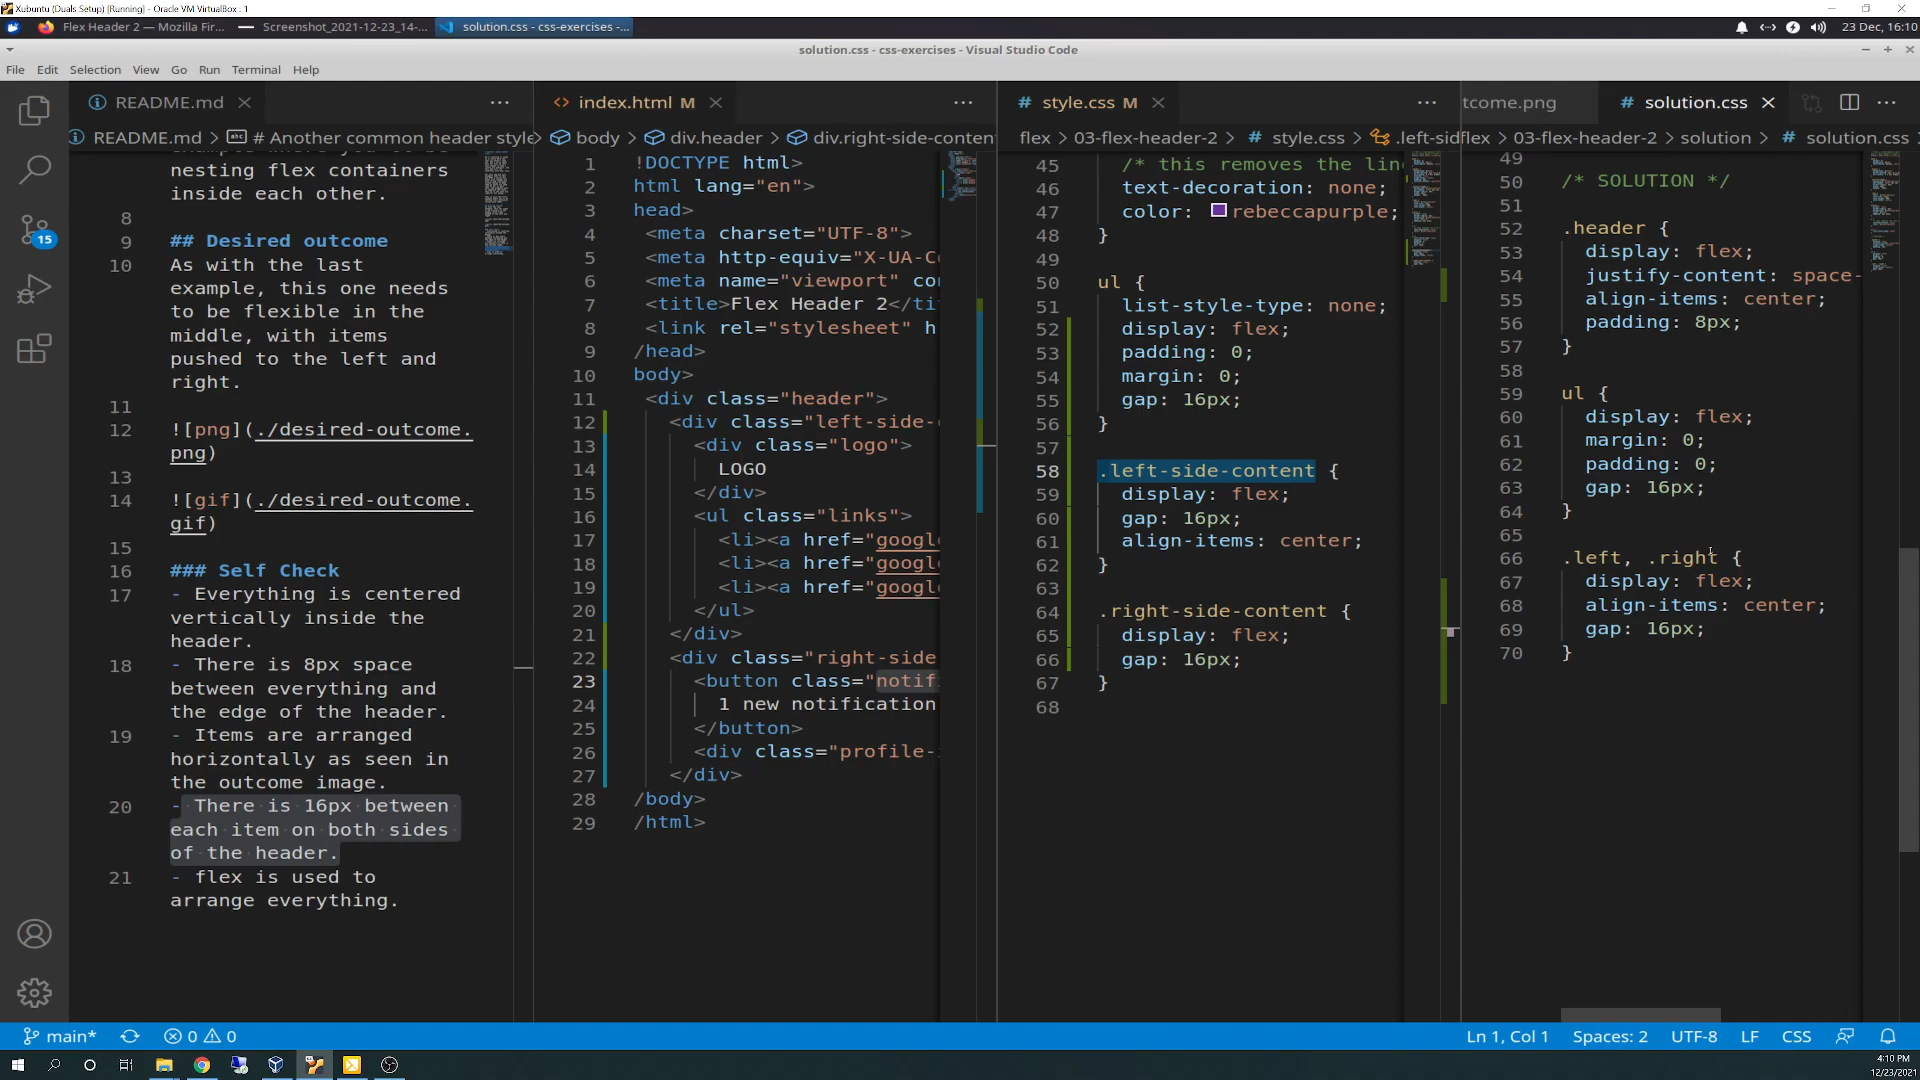 Xubuntu (Duals Setup) [Running] - Oracle VM VirtualBox : 1
Flex Header 2 — Mozilla Fir...
Screenshot_2021-12-23_14-...
solution.css - css-exercises -...
23 Dec, 16:10
solution.css - css-exercises - Visual Studio Code
File Edit Selection View Go Run Terminal Help
README.md
README.md > # Another common header style
nesting flex containers
inside each other.
8
9 ## Desired outcome
10 As with the last
example, this one needs
to be flexible in the
middle, with items
pushed to the left and
right.
11
12 ![png](./desired-outcome.
png)
13
14 ![gif](./desired-outcome.
gif)
15
16 ### Self Check
17 - Everything is centered
vertically inside the
header.
18 - There is 8px space
between everything and
the edge of the header.
19 - Items are arranged
horizontally as seen in
the outcome image.
20 - There is 16px between
each item on both sides
of the header.
21 - flex is used to
arrange everything.
index.html M
body > div.header > div.right-side-content
1 !DOCTYPE html>
2 html lang="en">
3 head>
4 <meta charset="UTF-8">
5 <meta http-equiv="X-UA-Co
6 <meta name="viewport" con
7 <title>Flex Header 2</ti
8 <link rel="stylesheet" h
9 /head>
10 body>
11 <div class="header">
12 <div class="left-side-
13 <div class="logo">
14 LOGO
15 </div>
16 <ul class="links">
17 <li><a href="google
18 <li><a href="google
19 <li><a href="google
20 </ul>
21 </div>
22 <div class="right-side
23 <button class="notif
24 1 new notification
25 </button>
26 <div class="profile-
27 </div>
28 /body>
29 /html>
style.css M
flex > 03-flex-header-2 > style.css > .left-sid
45 /* this removes the line
46 text-decoration: none;
47 color: rebeccapurple;
48 }
49
50 ul {
51 list-style-type: none;
52 display: flex;
53 padding: 0;
54 margin: 0;
55 gap: 16px;
56 }
57
58 .left-side-content {
59 display: flex;
60 gap: 16px;
61 align-items: center;
62 }
63
64 .right-side-content {
65 display: flex;
66 gap: 16px;
67 }
68
tcome.png
solution.css
flex > 03-flex-header-2 > solution > solution.css
49
50 /* SOLUTION */
51
52 .header {
53 display: flex;
54 justify-content: space-
55 align-items: center;
56 padding: 8px;
57 }
58
59 ul {
60 display: flex;
61 margin: 0;
62 padding: 0;
63 gap: 16px;
64 }
65
66 .left, .right {
67 display: flex;
68 align-items: center;
69 gap: 16px;
70 }
15
main* 0 0
Ln 1, Col 1 Spaces: 2 UTF-8 LF CSS
4:10 PM
12/23/2021